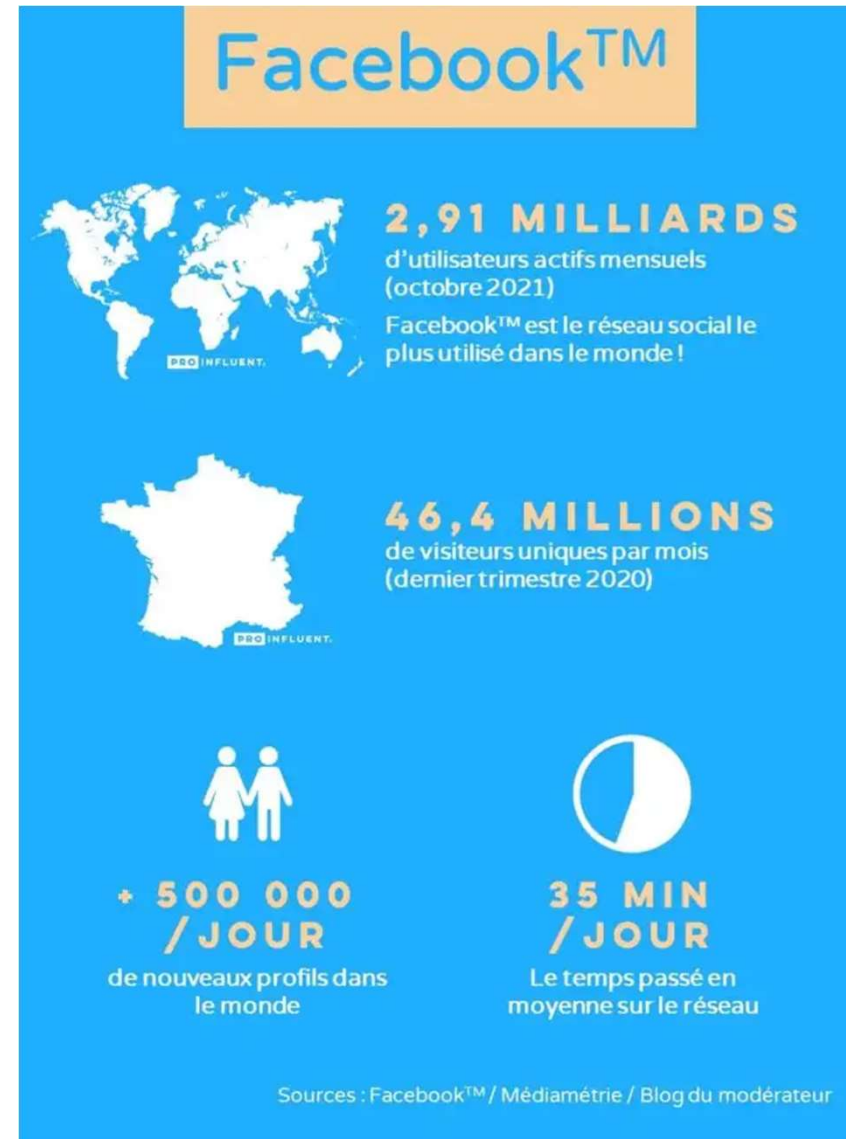 Facebook™
2,91 MILLIARDS
d'utilisateurs actifs mensuels
(octobre 2021)
Facebook™ est le réseau social le
plus utilisé dans le monde !
PRO INFLUENT.
46,4 MILLIONS
de visiteurs uniques par mois
(dernier trimestre 2020)
PRO INFLUENT.
+ 500 000
/JOUR
de nouveaux profils dans
le monde
35 MIN
/JOUR
Le temps passé en
moyenne sur le réseau
Sources : Facebook™ / Médiamétrie / Blog du modérateur